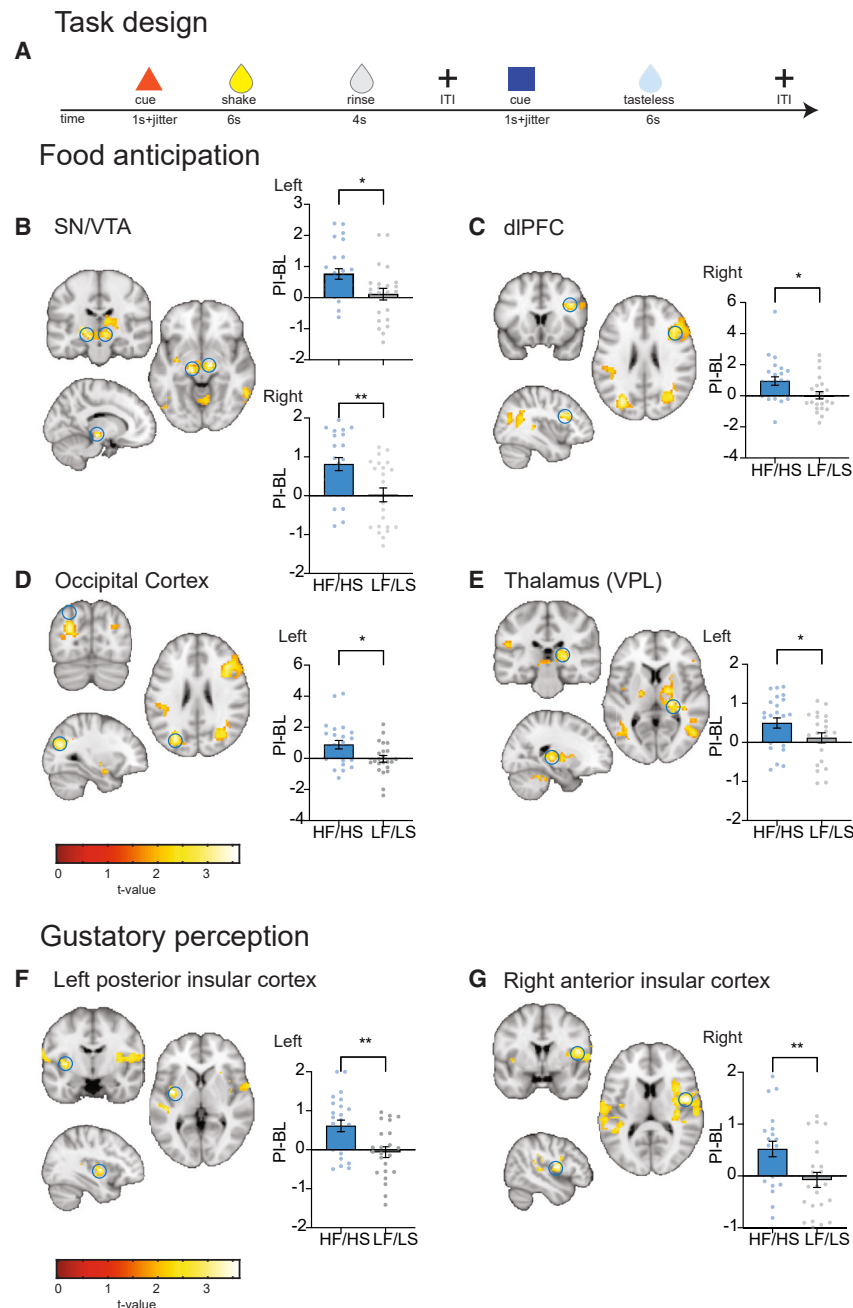 Task design
A
cue
shake
rinse
ITI
cue
tasteless
ITI
time
1s+jitter
6s
4s
1s+jitter
6s
Food anticipation
B SN/VTA
Left
*
3
2
1
0
-1
-2
PI-BL
Right
**
2
1
0
-1
-2
PI-BL
HF/HS LF/LS
C dlPFC
Right
*
6
4
2
0
-2
-4
PI-BL
HF/HS LF/LS
D Occipital Cortex
Left
*
6
4
2
0
-2
-4
PI-BL
HF/HS LF/LS
0 1 2 3
t-value
E Thalamus (VPL)
Left
*
2
1
0
-1
-2
PI-BL
HF/HS LF/LS
Gustatory perception
F Left posterior insular cortex
Left
**
2
1
0
-1
-2
PI-BL
HF/HS LF/LS
0 1 2 3
t-value
G Right anterior insular cortex
Right
**
2
1
0
-1
PI-BL
HF/HS LF/LS